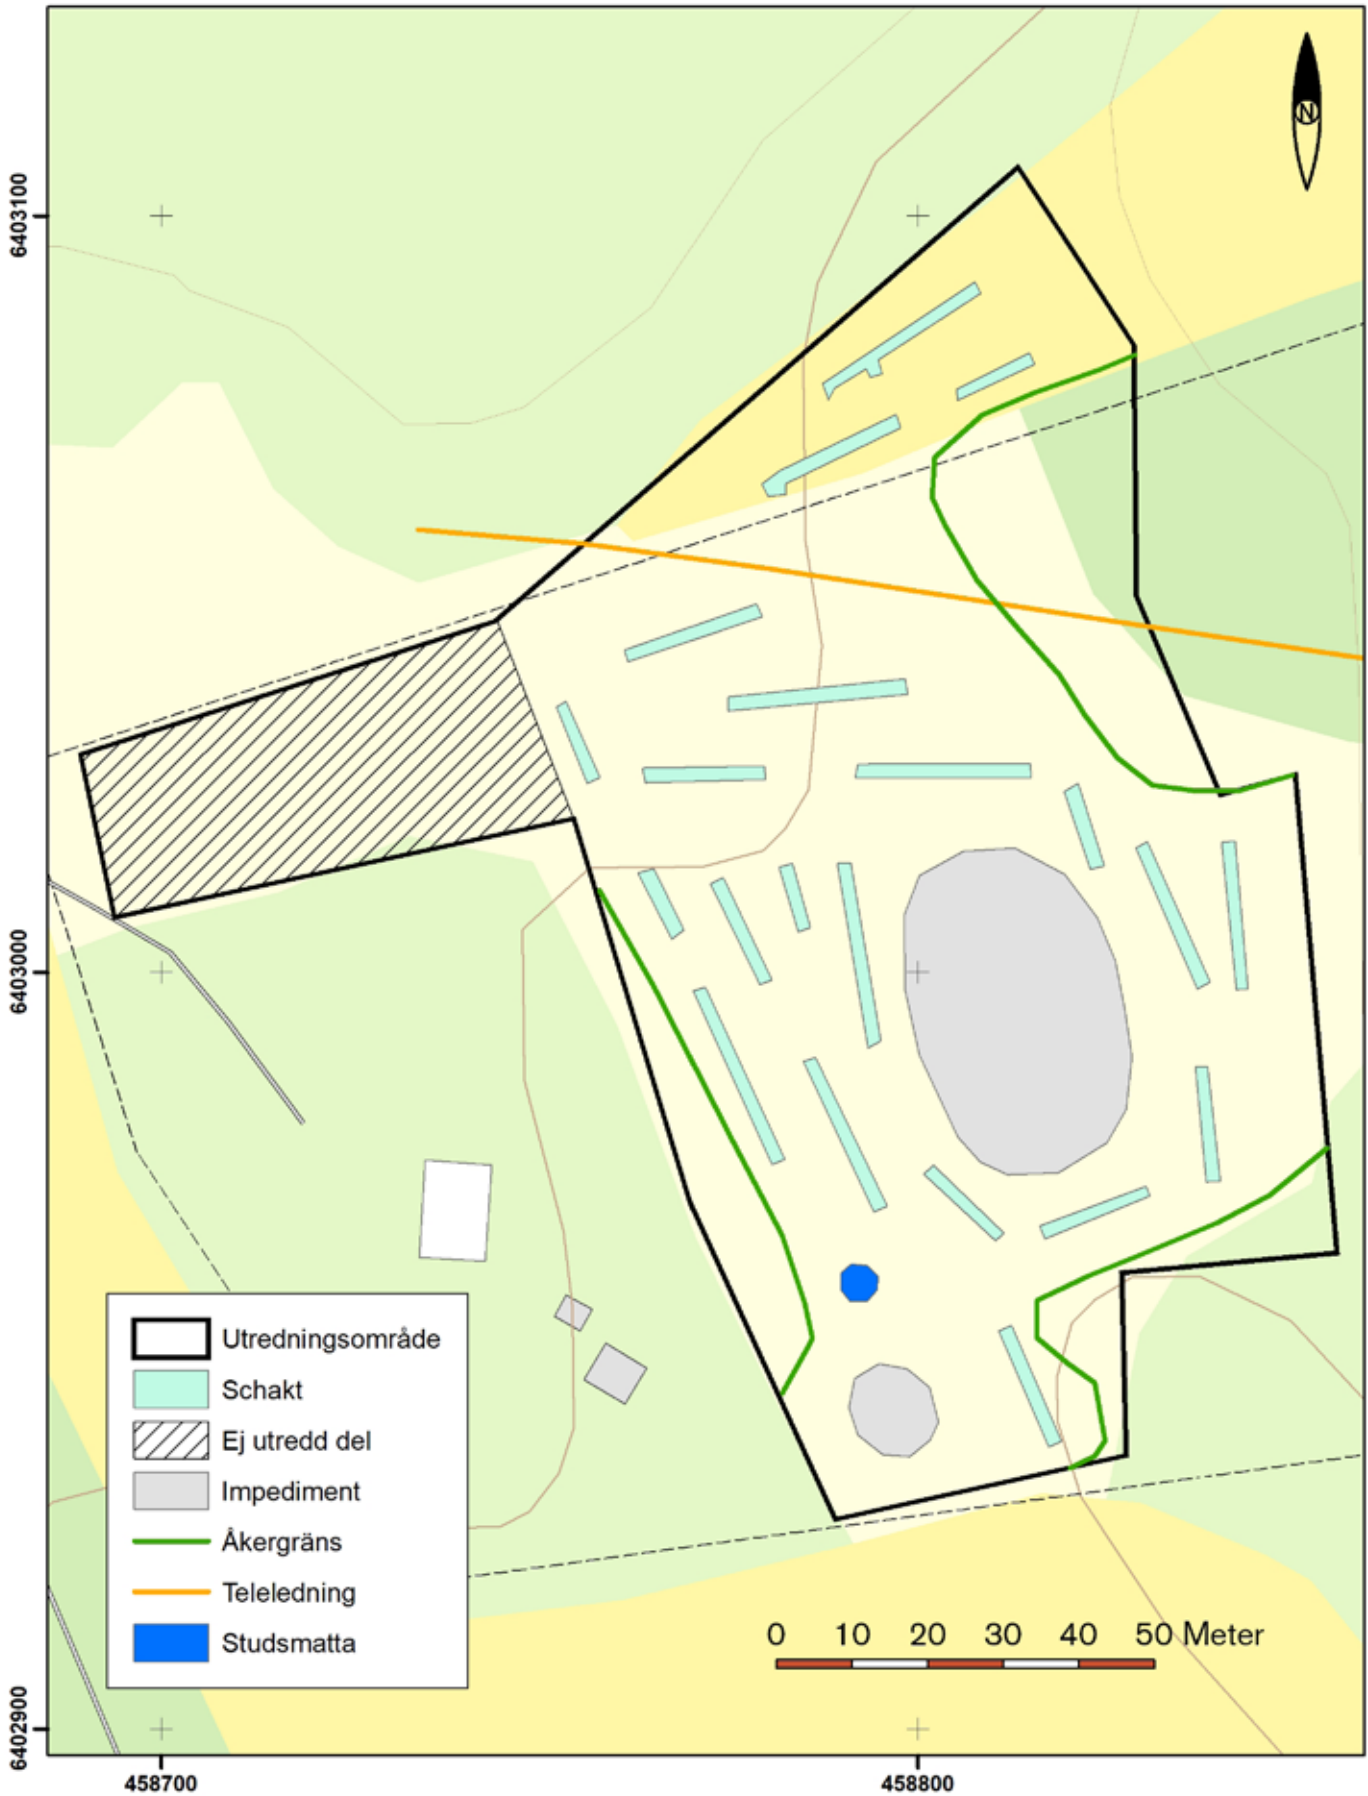 N
6403100
6403000
Utredningsområde
Schakt
Ej utredd del
Impediment
Åkergräns
Teleledning
Studsmatta
0 10 20 30 40 50 Meter
6402900
458700 458800